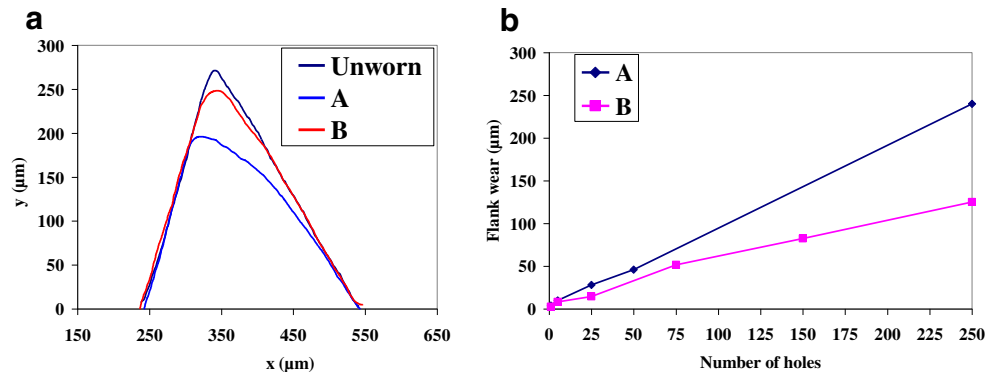 a
300
250
200
150
100
50
0
y (µm)
150 250 350 450 550 650
x (µm)
Unworn
A
B
b
300
250
200
150
100
50
0
Flank wear (µm)
0 25 50 75 100 125 150 175 200 225 250
Number of holes
A
B